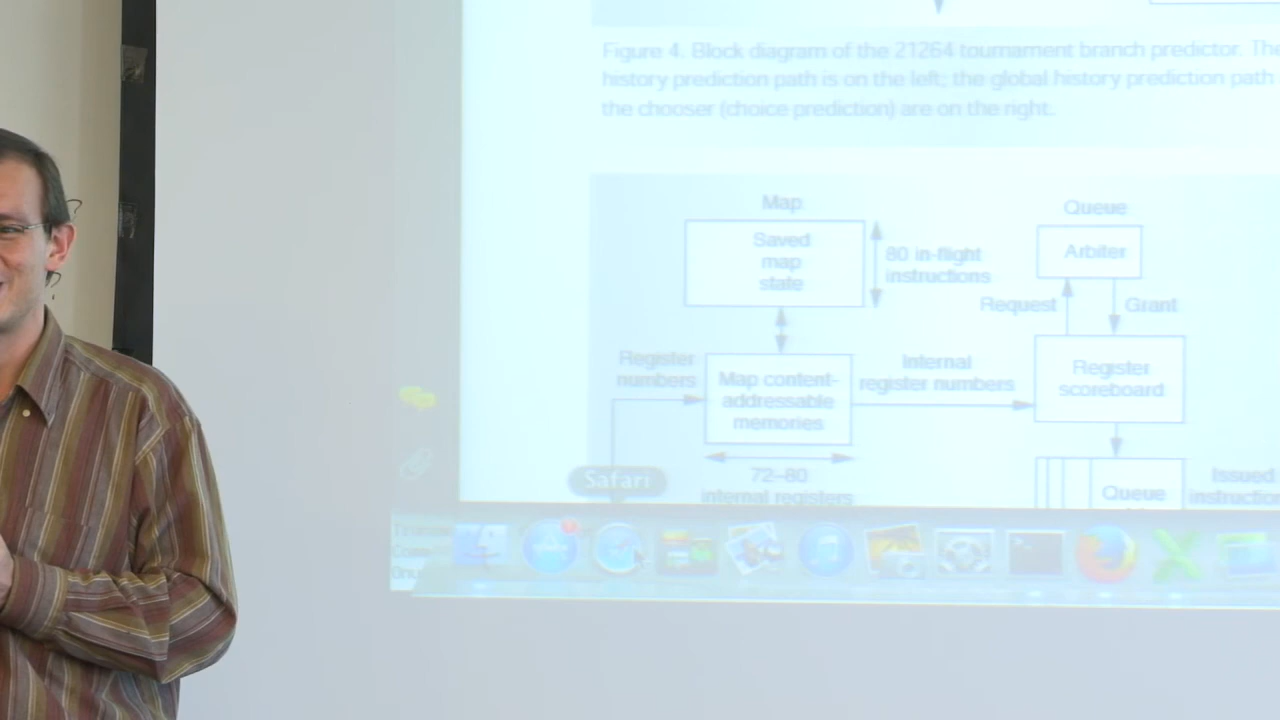 Figure 4. Block diagram of the 21264 tournament branch predictor. The
history prediction path is on the left; the global history prediction path
the chooser (choice prediction) are on the right.
Map
Saved
map
state
80 in-flight
instructions
Queue
Arbiter
Request
Grant
Register
numbers
Map content-
addressable
memories
Internal
register numbers
Register
scoreboard
72–80
internal registers
Queue
Issued
Safari